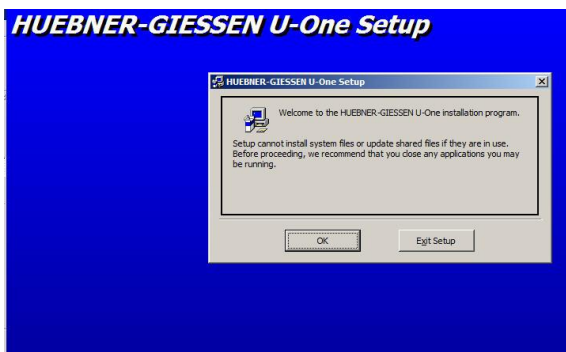 HUEBNER-GIESSEN U-One Setup
HUEBNER-GIESSEN U-One Setup
Welcome to the HUEBNER-GIESSEN U-One installation program.
Setup cannot install system files or update shared files if they are in use.
Before proceeding, we recommend that you close any applications you may
be running.
OK
Exit Setup